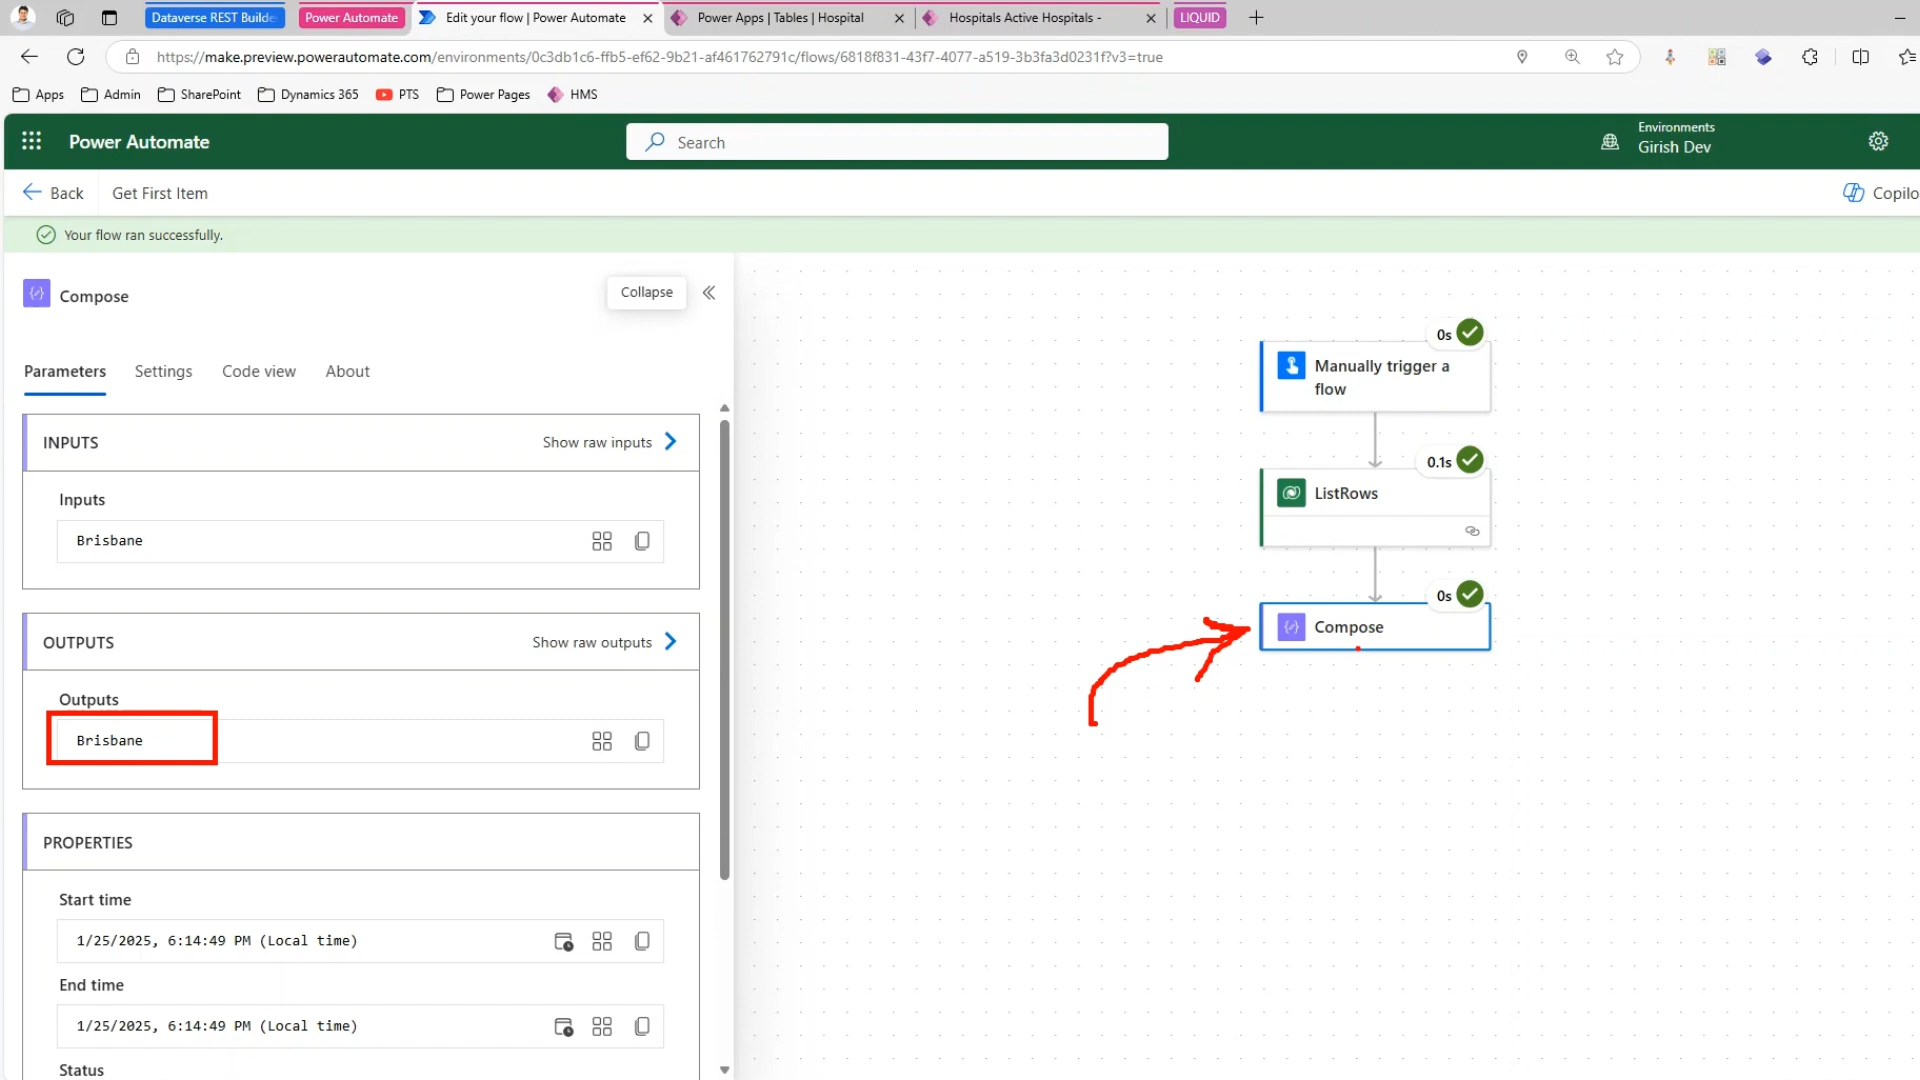 Dataverse REST Builde
Power Automate
Edit your flow | Power Automate
Power Apps | Tables | Hospital
Hospitals Active Hospitals -
LIQUID
https://make.preview.powerautomate.com/environments/0c3db1c6-ffb5-ef62-9b21-af461762791c/flows/6818f831-43f7-4077-a519-3b3fa3d0231f?v3=true
Apps
Admin
SharePoint
Dynamics 365
PTS
Power Pages
HMS
Power Automate
Search
Environments
Girish Dev
Back
Get First Item
Copilo
Your flow ran successfully.
Compose
Collapse
Parameters
Settings
Code view
About
INPUTS
Show raw inputs
Inputs
Brisbane
OUTPUTS
Show raw outputs
Outputs
Brisbane
PROPERTIES
Start time
1/25/2025, 6:14:49 PM (Local time)
End time
1/25/2025, 6:14:49 PM (Local time)
Status
0s
Manually trigger a
flow
0.1s
ListRows
0s
Compose